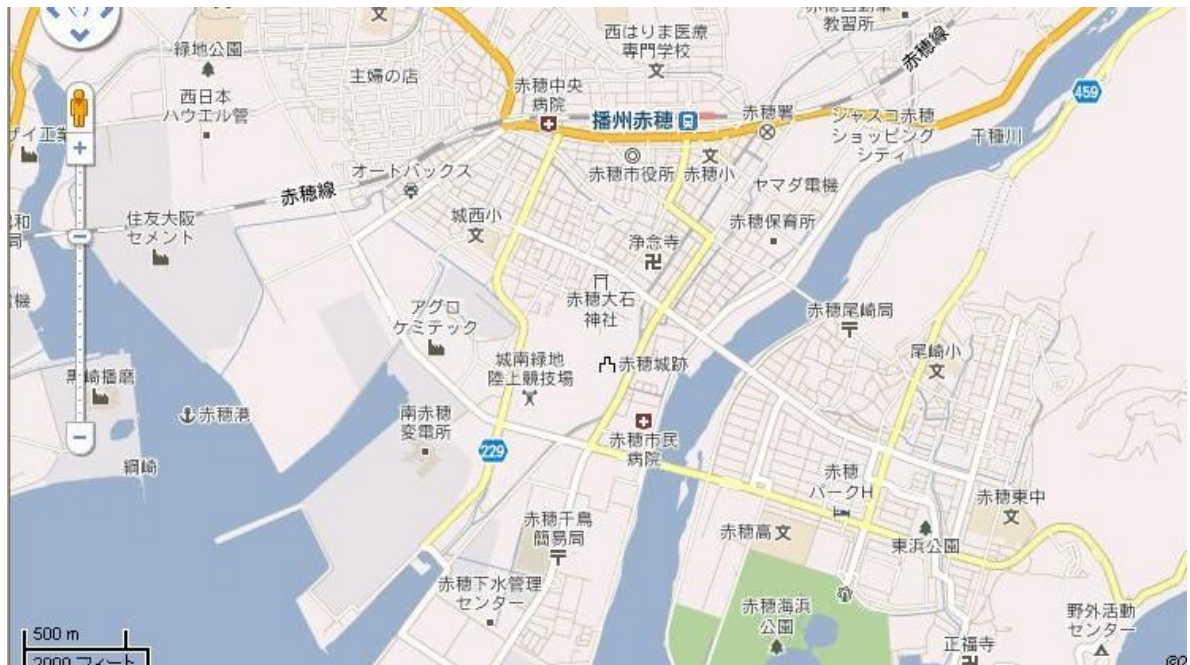 緑地公園
主婦の店
西はりま医療
専門学校
教習所
西日本
ハウエル管
赤穂中央
病院
播州赤穂
赤穂署
赤穂線
459
ジャスコ赤穂
ショッピング
シティ
千種川
オートバックス
赤穂市役所
赤穂小
ヤマダ電機
赤穂線
住友大阪
セメント
城西小
浄念寺
赤穂保育所
赤穂大石
神社
アグロ
ケミテック
赤穂尾崎局
尾崎小
城南緑地
陸上競技場
赤穂城跡
黒崎播磨
赤穂港
南赤穂
変電所
229
赤穂市民
病院
綱崎
赤穂
パークH
赤穂東中
赤穂千鳥
簡易局
赤穂高
東浜公園
赤穂下水管理
センター
赤穂海浜
公園
野外活動
センター
正福寺
500 m
2000 フィート